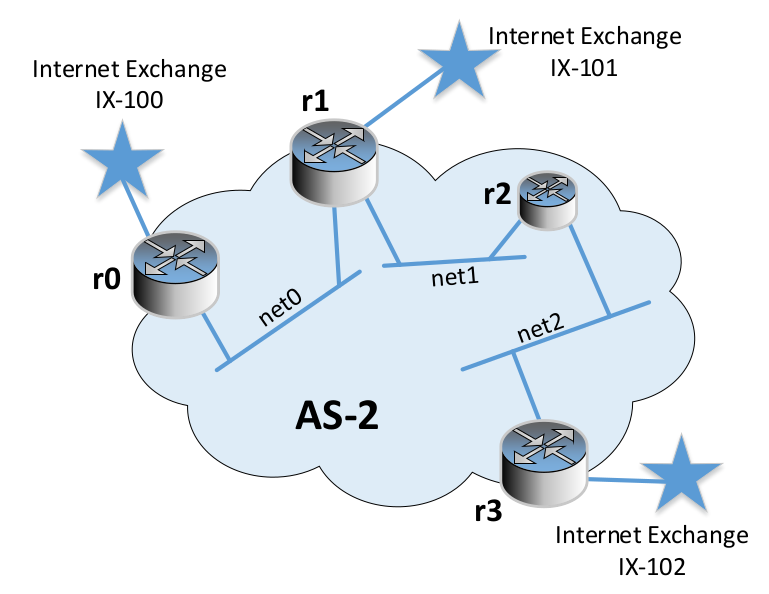 Internet Exchange
IX-101
Internet Exchange
IX-100
r1
r2
r0
net1
net0
net2
AS-2
r3
Internet Exchange
IX-102